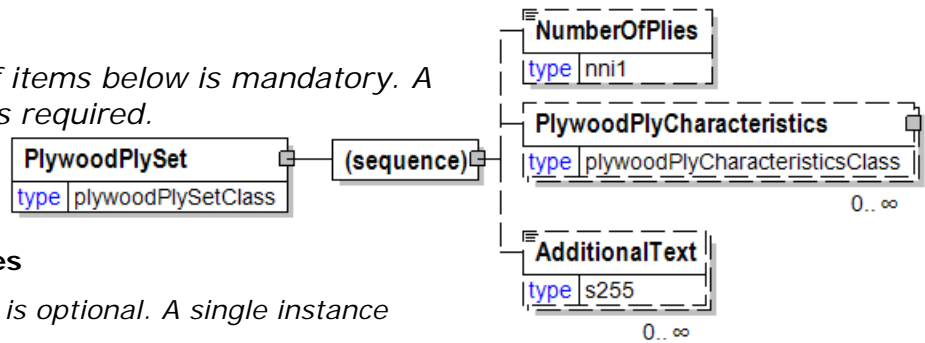 NumberOfPlies
type nni1
f items below is mandatory. A
s required.
PlywoodPlyCharacteristics
type plywoodPlyCharacteristicsClass
0.. ∞
PlywoodPlySet
type plywoodPlySetClass
(sequence)
AdditionalText
type s255
0.. ∞
es
is optional. A single instance